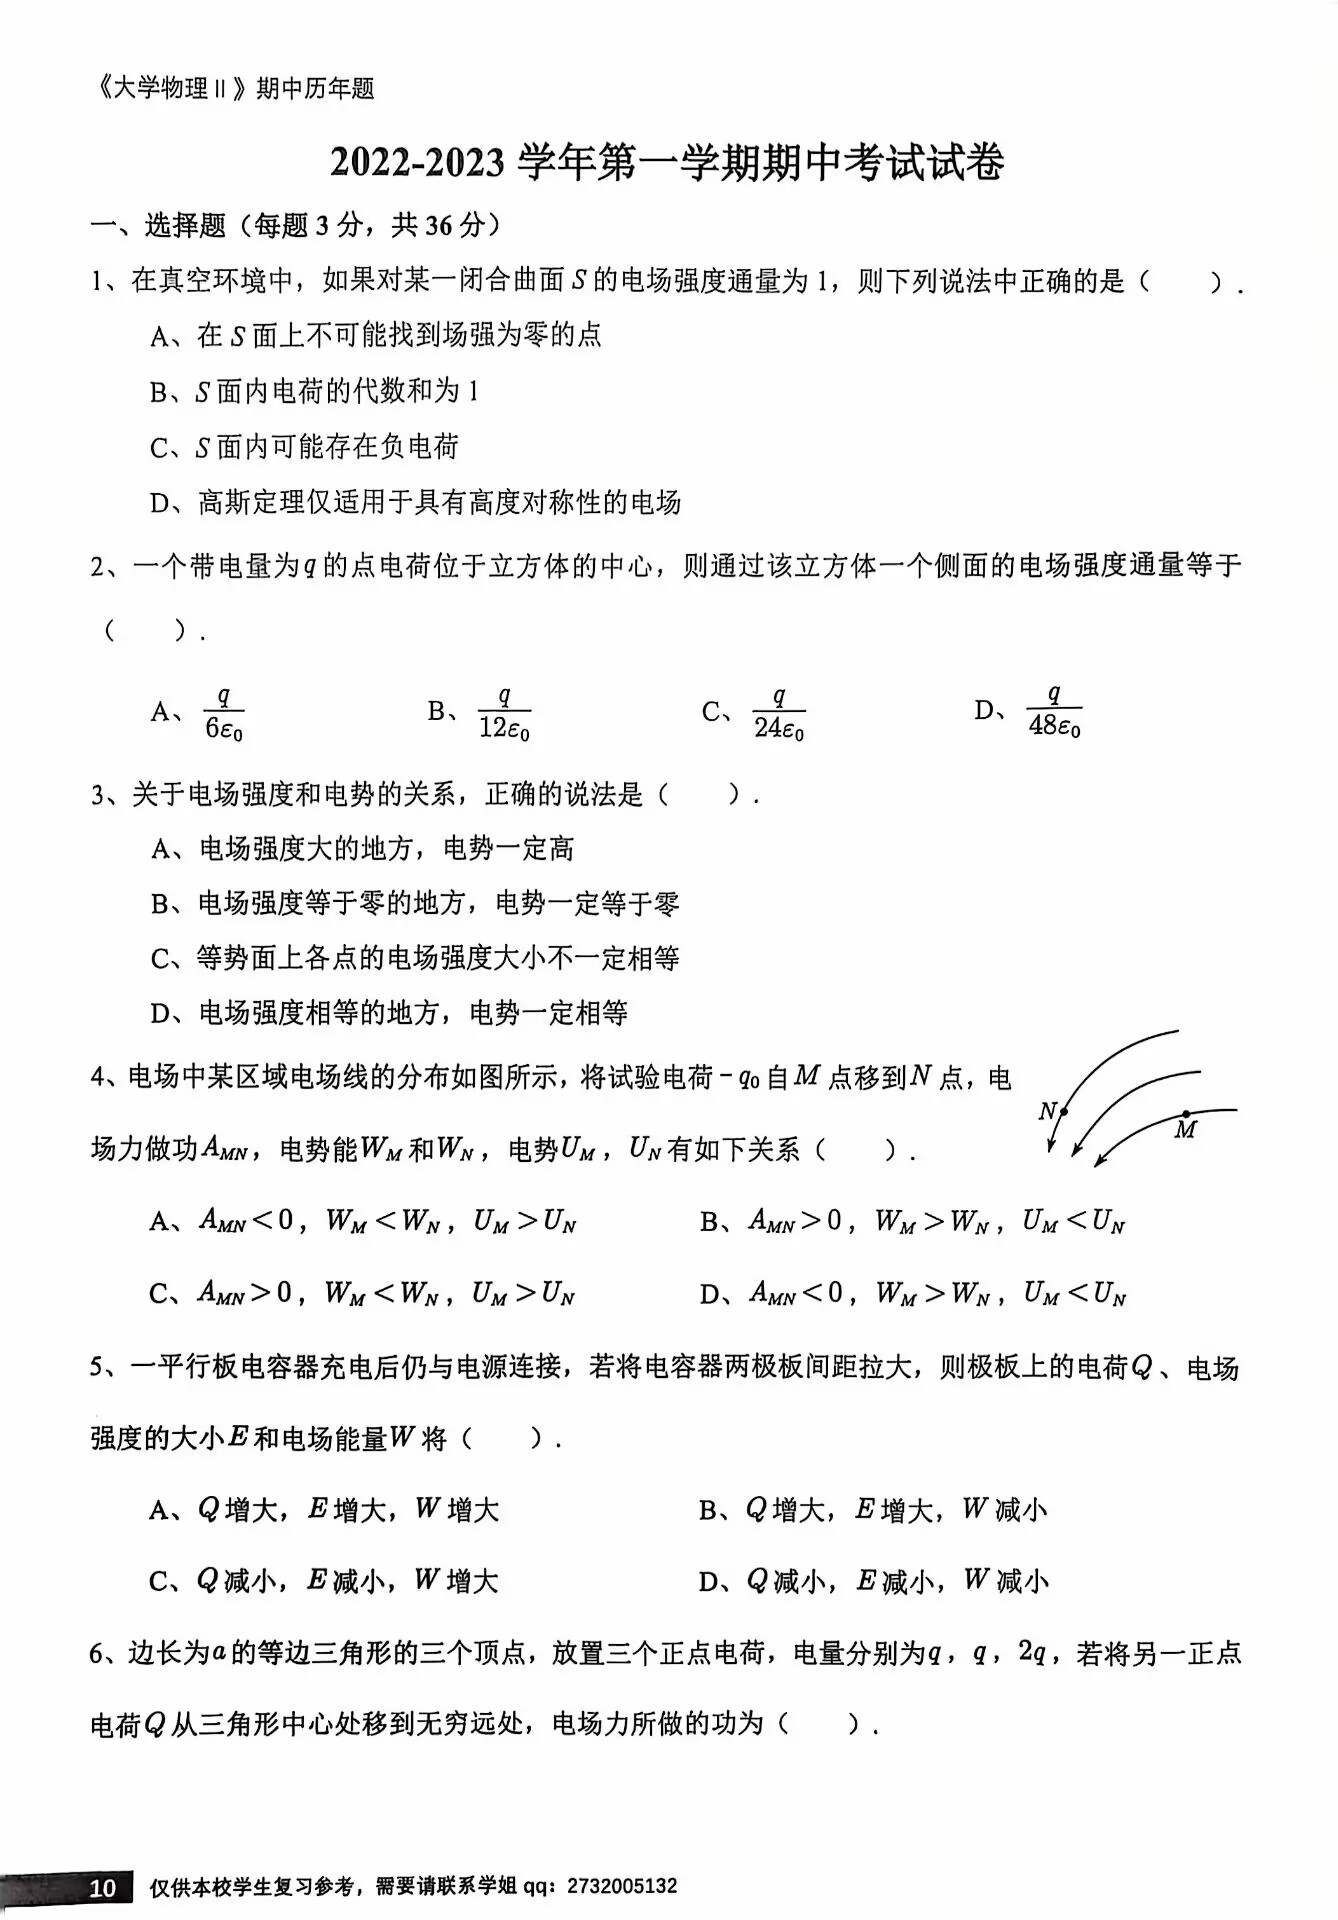 《大学物理Ⅱ》期中历年题
2022-2023 学年第一学期期中考试试卷
一、选择题（每题 3 分，共 36 分）
1、在真空环境中，如果对某一闭合曲面 S 的电场强度通量为 1，则下列说法中正确的是（　　）.
A、在 S 面上不可能找到场强为零的点
B、S 面内电荷的代数和为 1
C、S 面内可能存在负电荷
D、高斯定理仅适用于具有高度对称性的电场
2、一个带电量为 q 的点电荷位于立方体的中心，则通过该立方体一个侧面的电场强度通量等于
（　　）.
A、q/6ε₀　B、q/12ε₀　C、q/24ε₀　D、q/48ε₀
3、关于电场强度和电势的关系，正确的说法是（　　）.
A、电场强度大的地方，电势一定高
B、电场强度等于零的地方，电势一定等于零
C、等势面上各点的电场强度大小不一定相等
D、电场强度相等的地方，电势一定相等
4、电场中某区域电场线的分布如图所示，将试验电荷 -q₀ 自 M 点移到 N 点，电
N
M
场力做功 A_MN，电势能 W_M 和 W_N，电势 U_M，U_N 有如下关系（　　）.
A、A_MN<0，W_M<W_N，U_M>U_N　B、A_MN>0，W_M>W_N，U_M<U_N
C、A_MN>0，W_M<W_N，U_M>U_N　D、A_MN<0，W_M>W_N，U_M<U_N
5、一平行板电容器充电后仍与电源连接，若将电容器两极板间距拉大，则极板上的电荷 Q、电场
强度的大小 E 和电场能量 W 将（　　）.
A、Q 增大，E 增大，W 增大　B、Q 增大，E 增大，W 减小
C、Q 减小，E 减小，W 增大　D、Q 减小，E 减小，W 减小
6、边长为 a 的等边三角形的三个顶点，放置三个正点电荷，电量分别为 q，q，2q，若将另一正点
电荷 Q 从三角形中心处移到无穷远处，电场力所做的功为（　　）.
10　仅供本校学生复习参考，需要请联系学姐 qq：2732005132